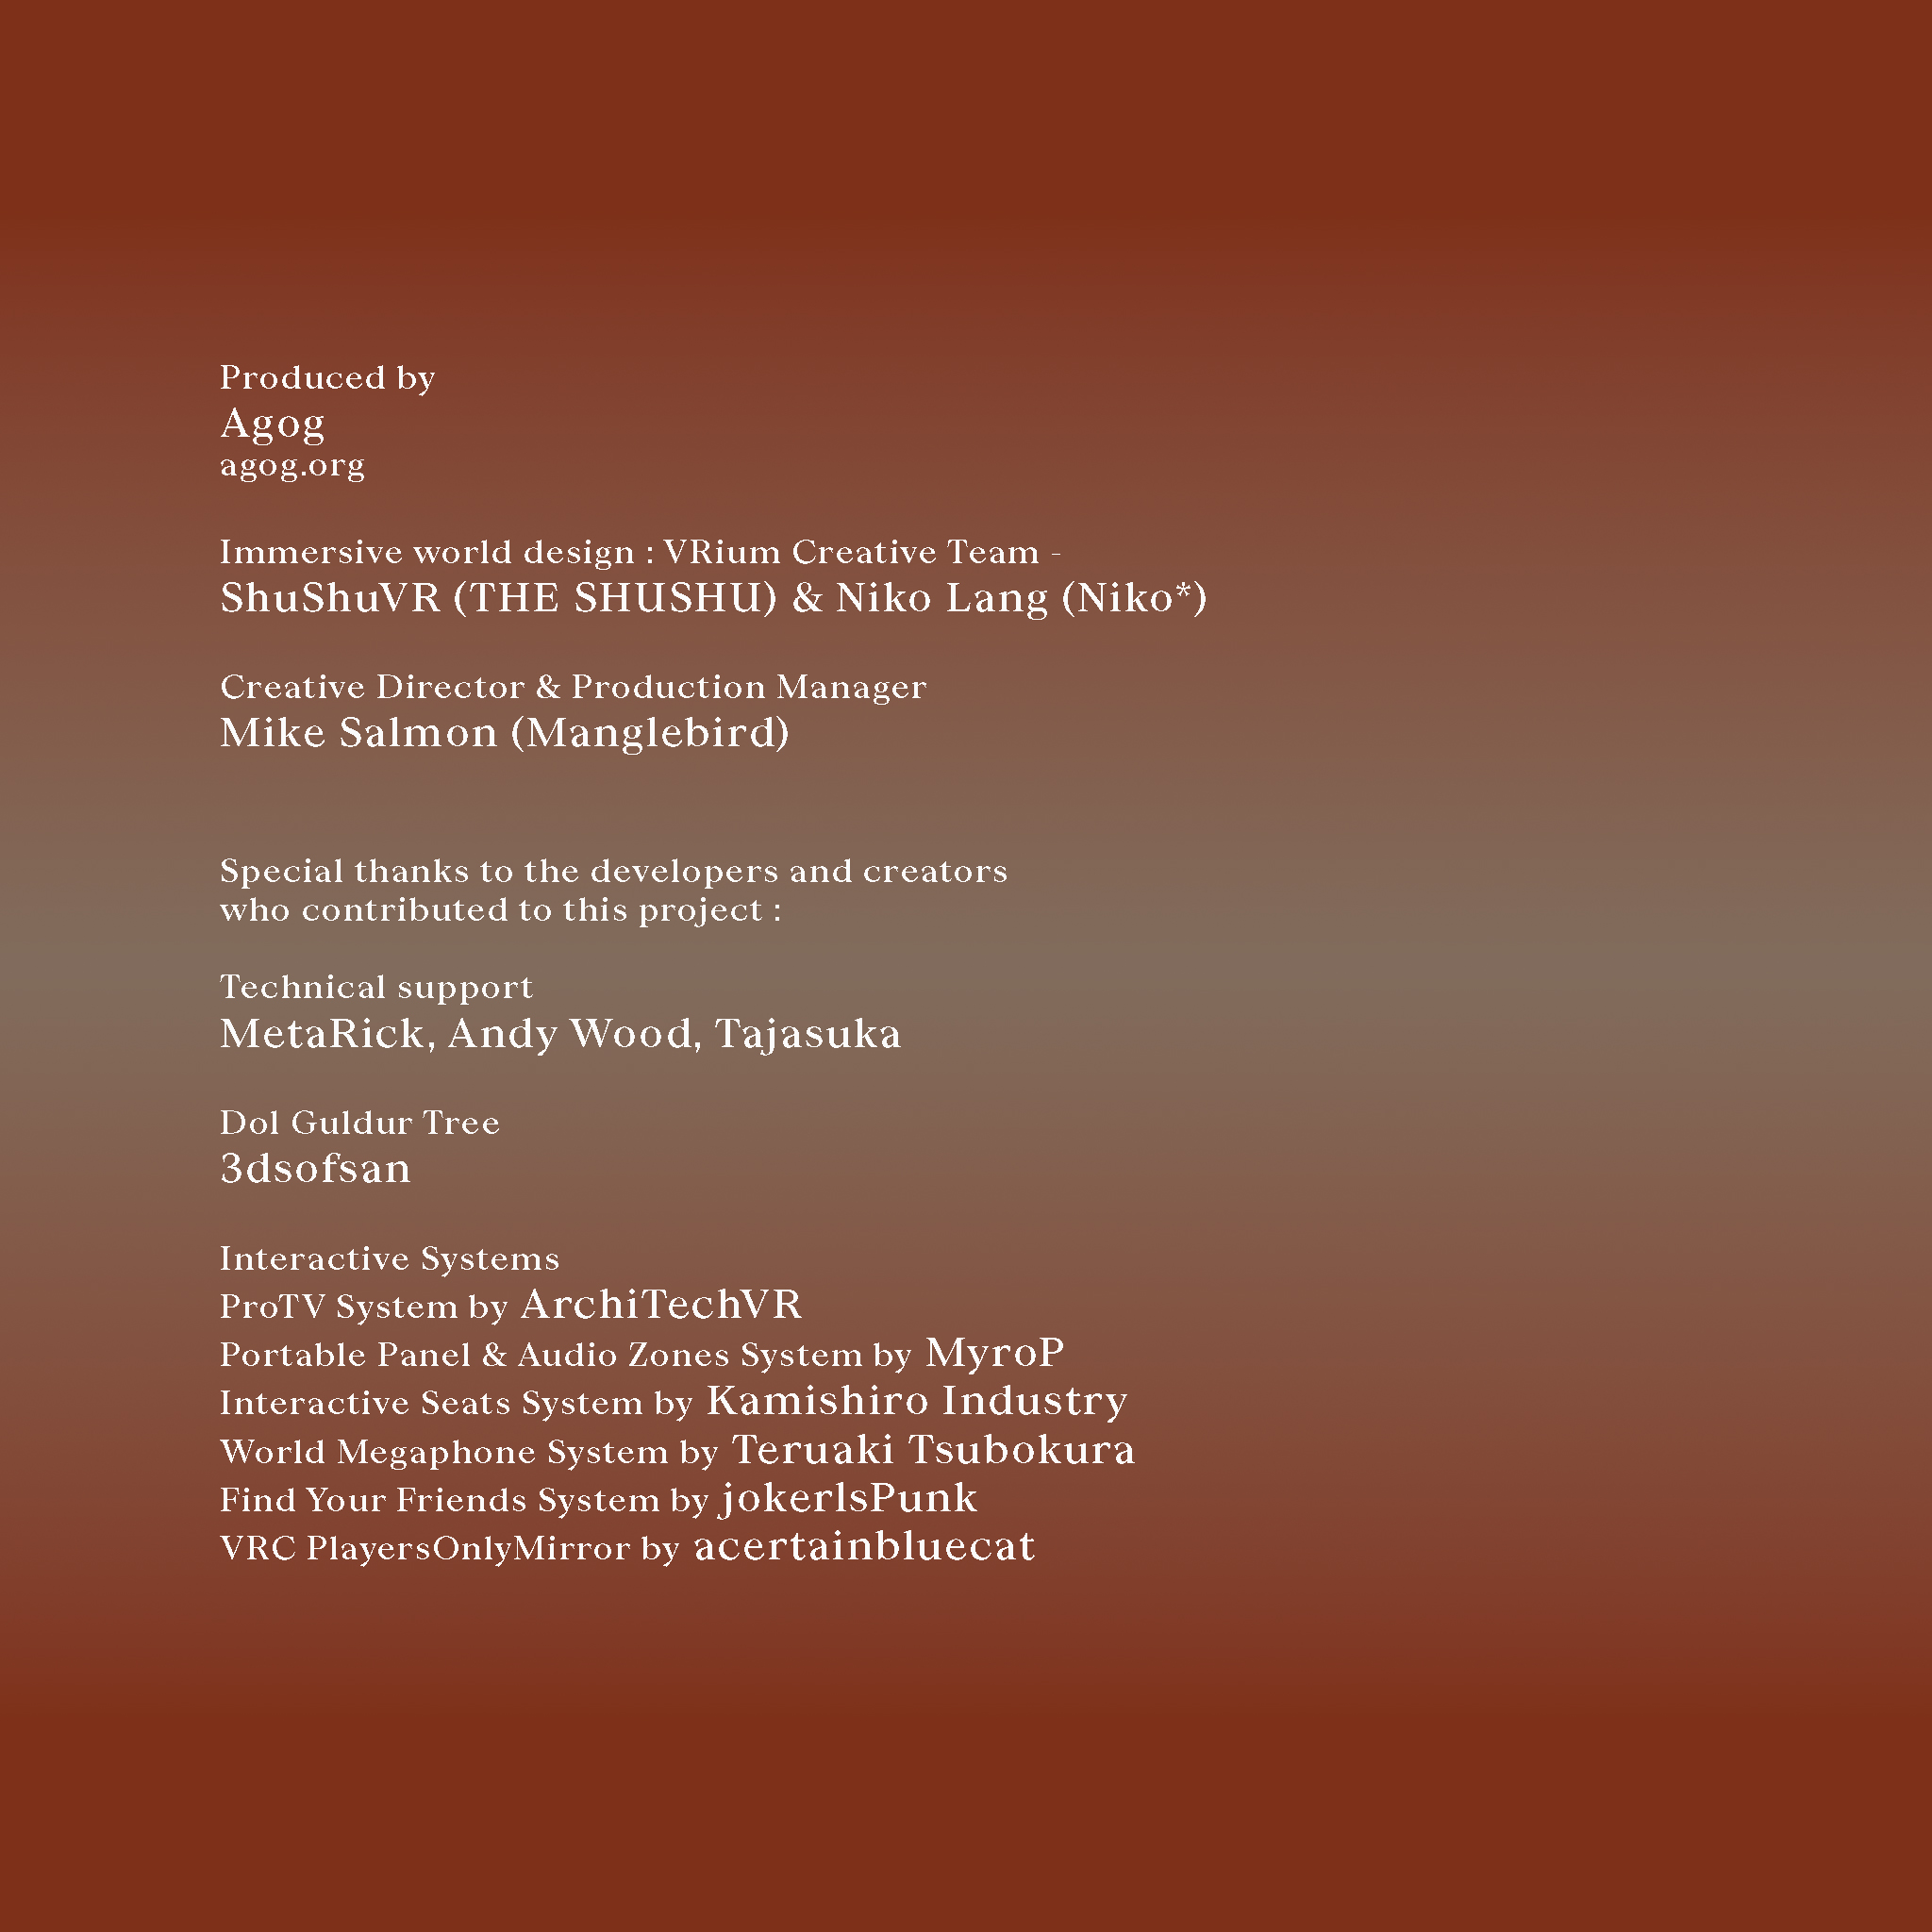 Produced by
Agog
agog.org
Immersive world design : VRium Creative Team -
ShuShuVR (THE SHUSHU) & Niko Lang (Niko*)
Creative Director & Production Manager
Mike Salmon (Manglebird)
Special thanks to the developers and creators
who contributed to this project :
Technical support
MetaRick, Andy Wood, Tajasuka
Dol Guldur Tree
3dsofsan
Interactive Systems
ProTV System by ArchiTechVR
Portable Panel & Audio Zones System by MyroP
Interactive Seats System by Kamishiro Industry
World Megaphone System by Teruaki Tsubokura
Find Your Friends System by jokerlsPunk
VRC PlayersOnlyMirror by acertainbluecat